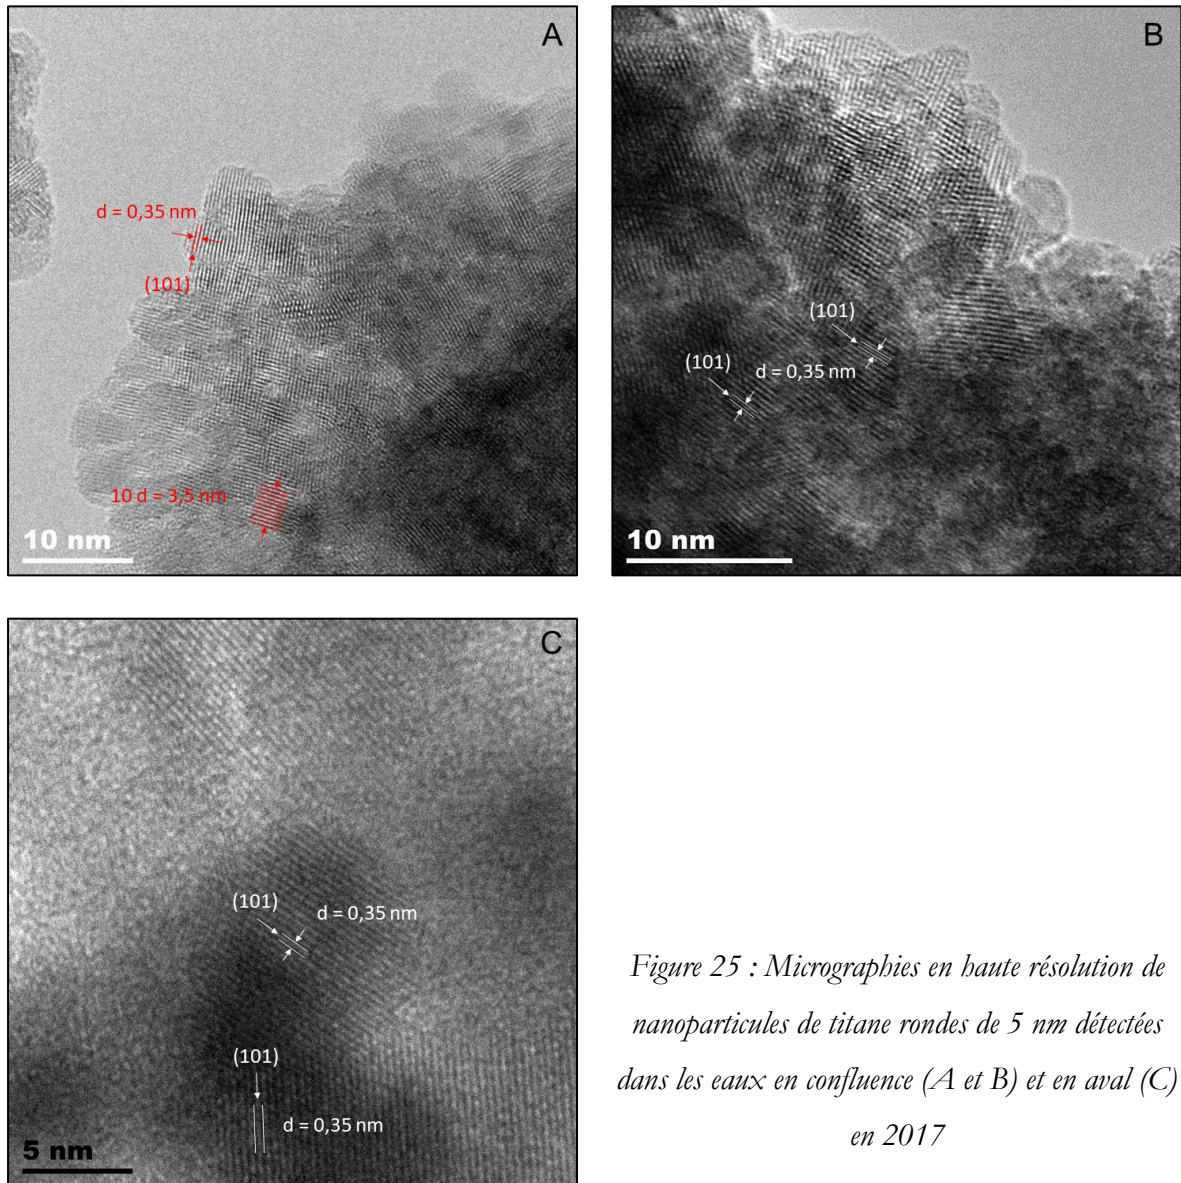 A
d = 0,35 nm
(101)
10 d = 3,5 nm
10 nm
B
(101)
(101)
d = 0,35 nm
10 nm
C
(101)
d = 0,35 nm
(101)
d = 0,35 nm
5 nm
Figure 25 : Micrographies en haute résolution de
nanoparticules de titane rondes de 5 nm détectées
dans les eaux en confluence (A et B) et en aval (C)
en 2017